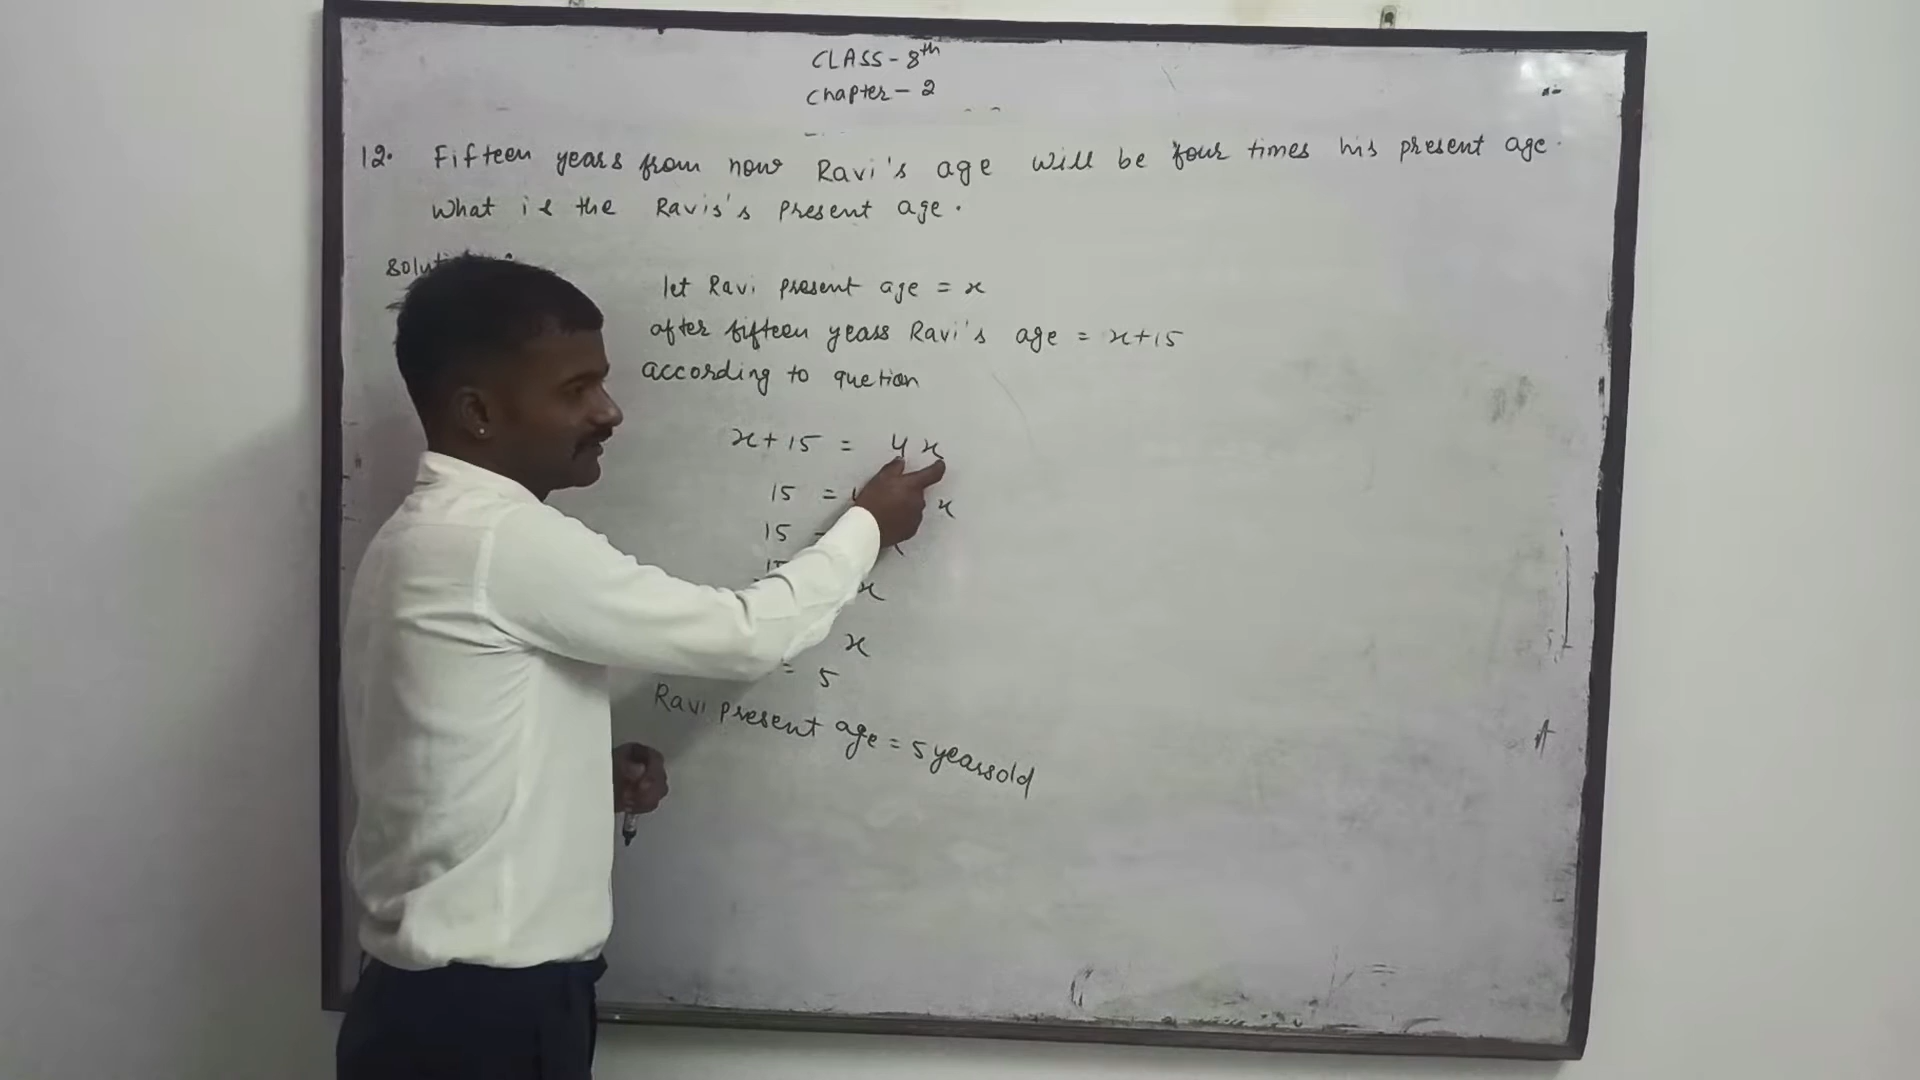 CLASS - 8th
Chapter - 2
12. Fifteen years from now Ravi's age will be four times his present age.
What is the Ravis's present age.
let Ravi present age = x
after fifteen years Ravi's age = x+15
according to quetion
x + 15 = 4x
15 = x
15
x
x
= 5
Ravi present age = 5 years old